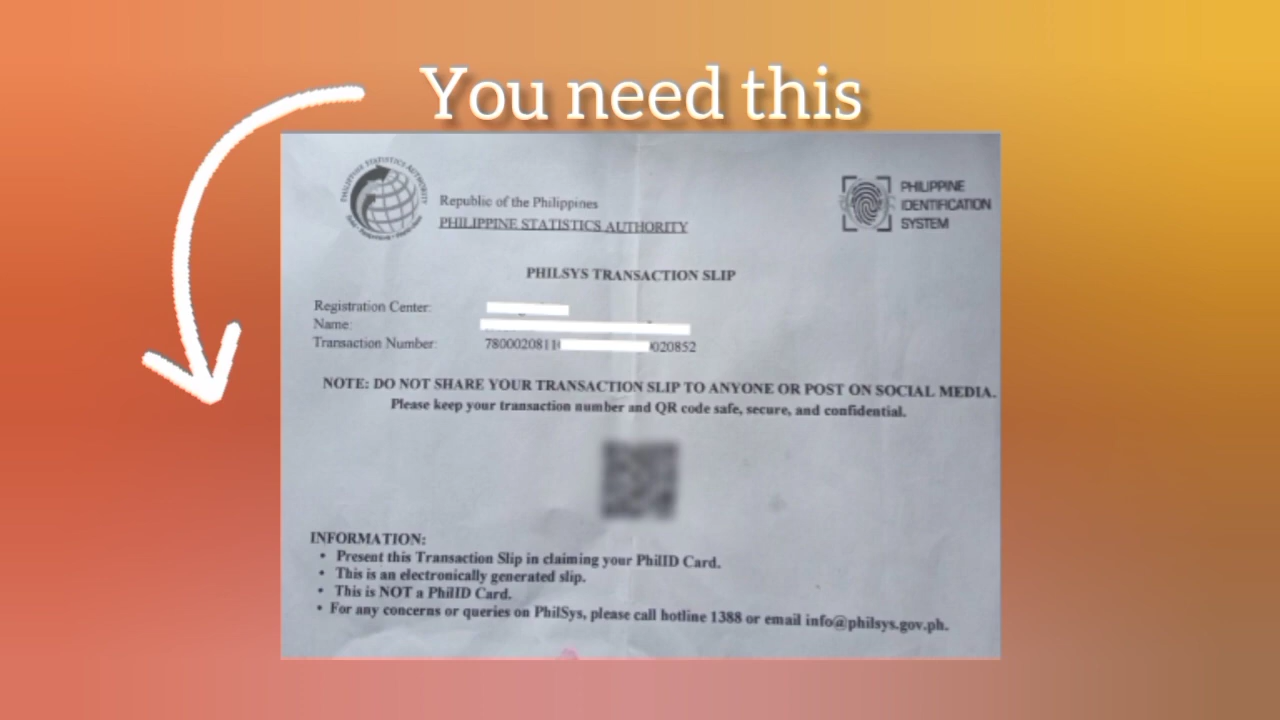 You need this
PHILIPPINE STATISTICS AUTHORITY
Republic of the Philippines
PHILIPPINE STATISTICS AUTHORITY
PHILIPPINE
IDENTIFICATION
SYSTEM
PHILSYS TRANSACTION SLIP
Registration Center:
Name:
Transaction Number: 7800020811 020852
NOTE: DO NOT SHARE YOUR TRANSACTION SLIP TO ANYONE OR POST ON SOCIAL MEDIA.
Please keep your transaction number and QR code safe, secure, and confidential.
INFORMATION:
• Present this Transaction Slip in claiming your PhilID Card.
• This is an electronically generated slip.
• This is NOT a PhilID Card.
• For any concerns or queries on PhilSys, please call hotline 1388 or email info@philsys.gov.ph.